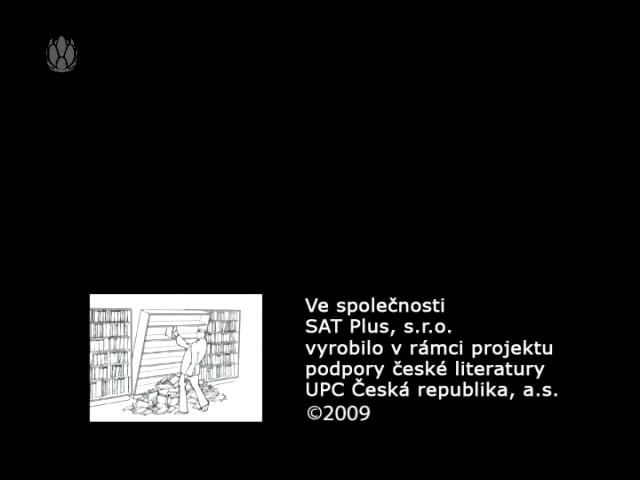 Ve společnosti
SAT Plus, s.r.o.
vyrobilo v rámci projektu
podpory české literatury
UPC Česká republika, a.s.
©2009